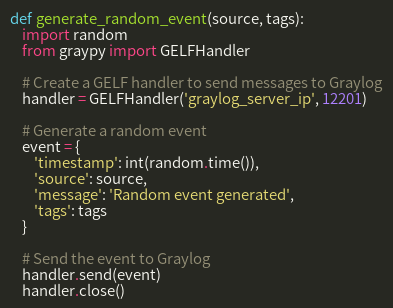 def generate_random_event(source, tags):
    import random
    from graypy import GELFHandler

    # Create a GELF handler to send messages to Graylog
    handler = GELFHandler('graylog_server_ip', 12201)

    # Generate a random event
    event = {
        'timestamp': int(random.time()),
        'source': source,
        'message': 'Random event generated',
        'tags': tags
    }

    # Send the event to Graylog
    handler.send(event)
    handler.close()